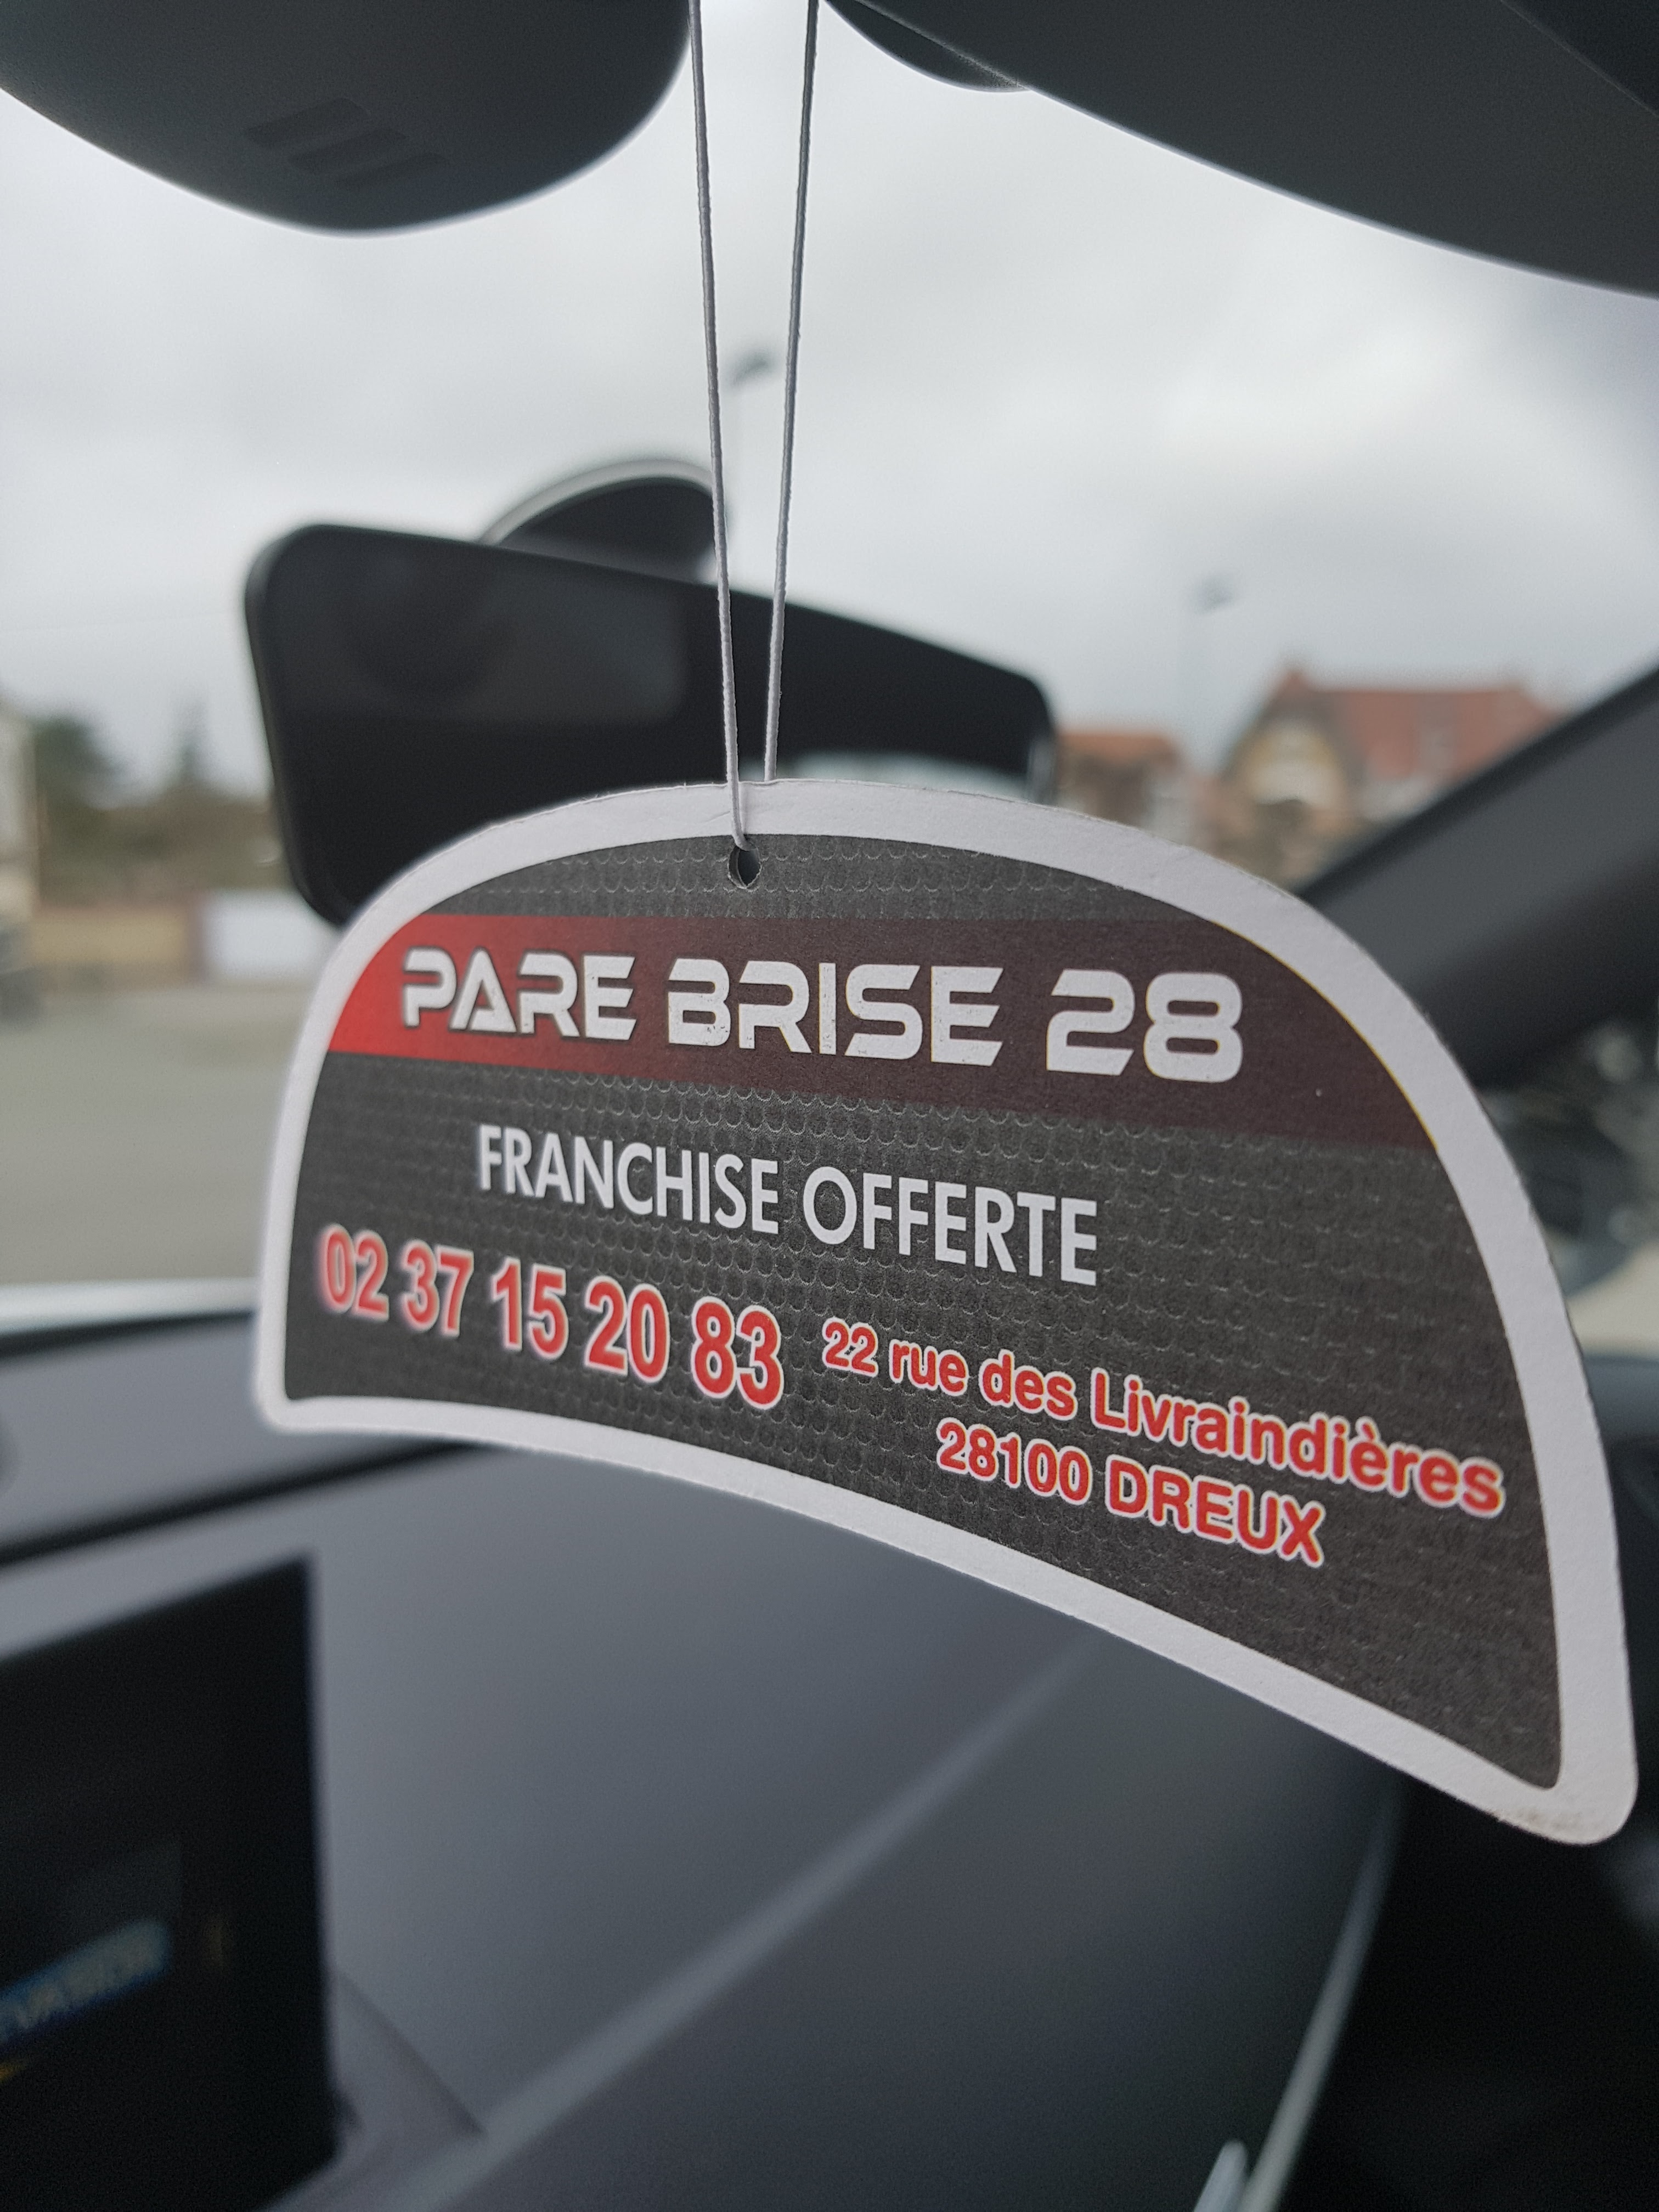 PARE BRISE 28
FRANCHISE OFFERTE
02 37 15 20 83
22 rue des Livraindières
28100 DREUX